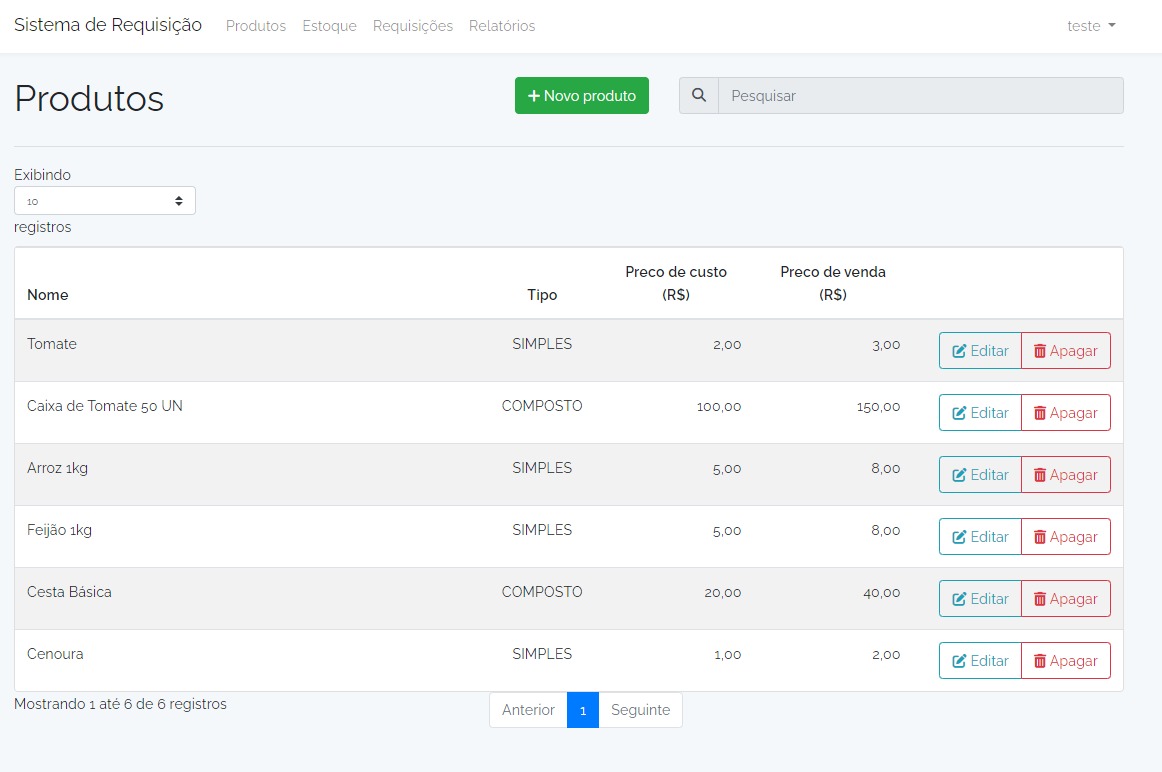 Sistema de Requisição Produtos Estoque Requisições Relatórios teste
Produtos Novo produto Pesquisar
Exibindo
10
registros
Preco de custo Preco de venda
Nome Tipo (R$) (R$)
Tomate SIMPLES 2,00 3,00 Editar Apagar
Caixa de Tomate 50 UN COMPOSTO 100,00 150,00 Editar Apagar
Arroz 1kg SIMPLES 5,00 8,00 Editar Apagar
Feijão 1kg SIMPLES 5,00 8,00 Editar Apagar
Cesta Básica COMPOSTO 20,00 40,00 Editar Apagar
Cenoura SIMPLES 1,00 2,00 Editar Apagar
Mostrando 1 até 6 de 6 registros Anterior 1 Seguinte